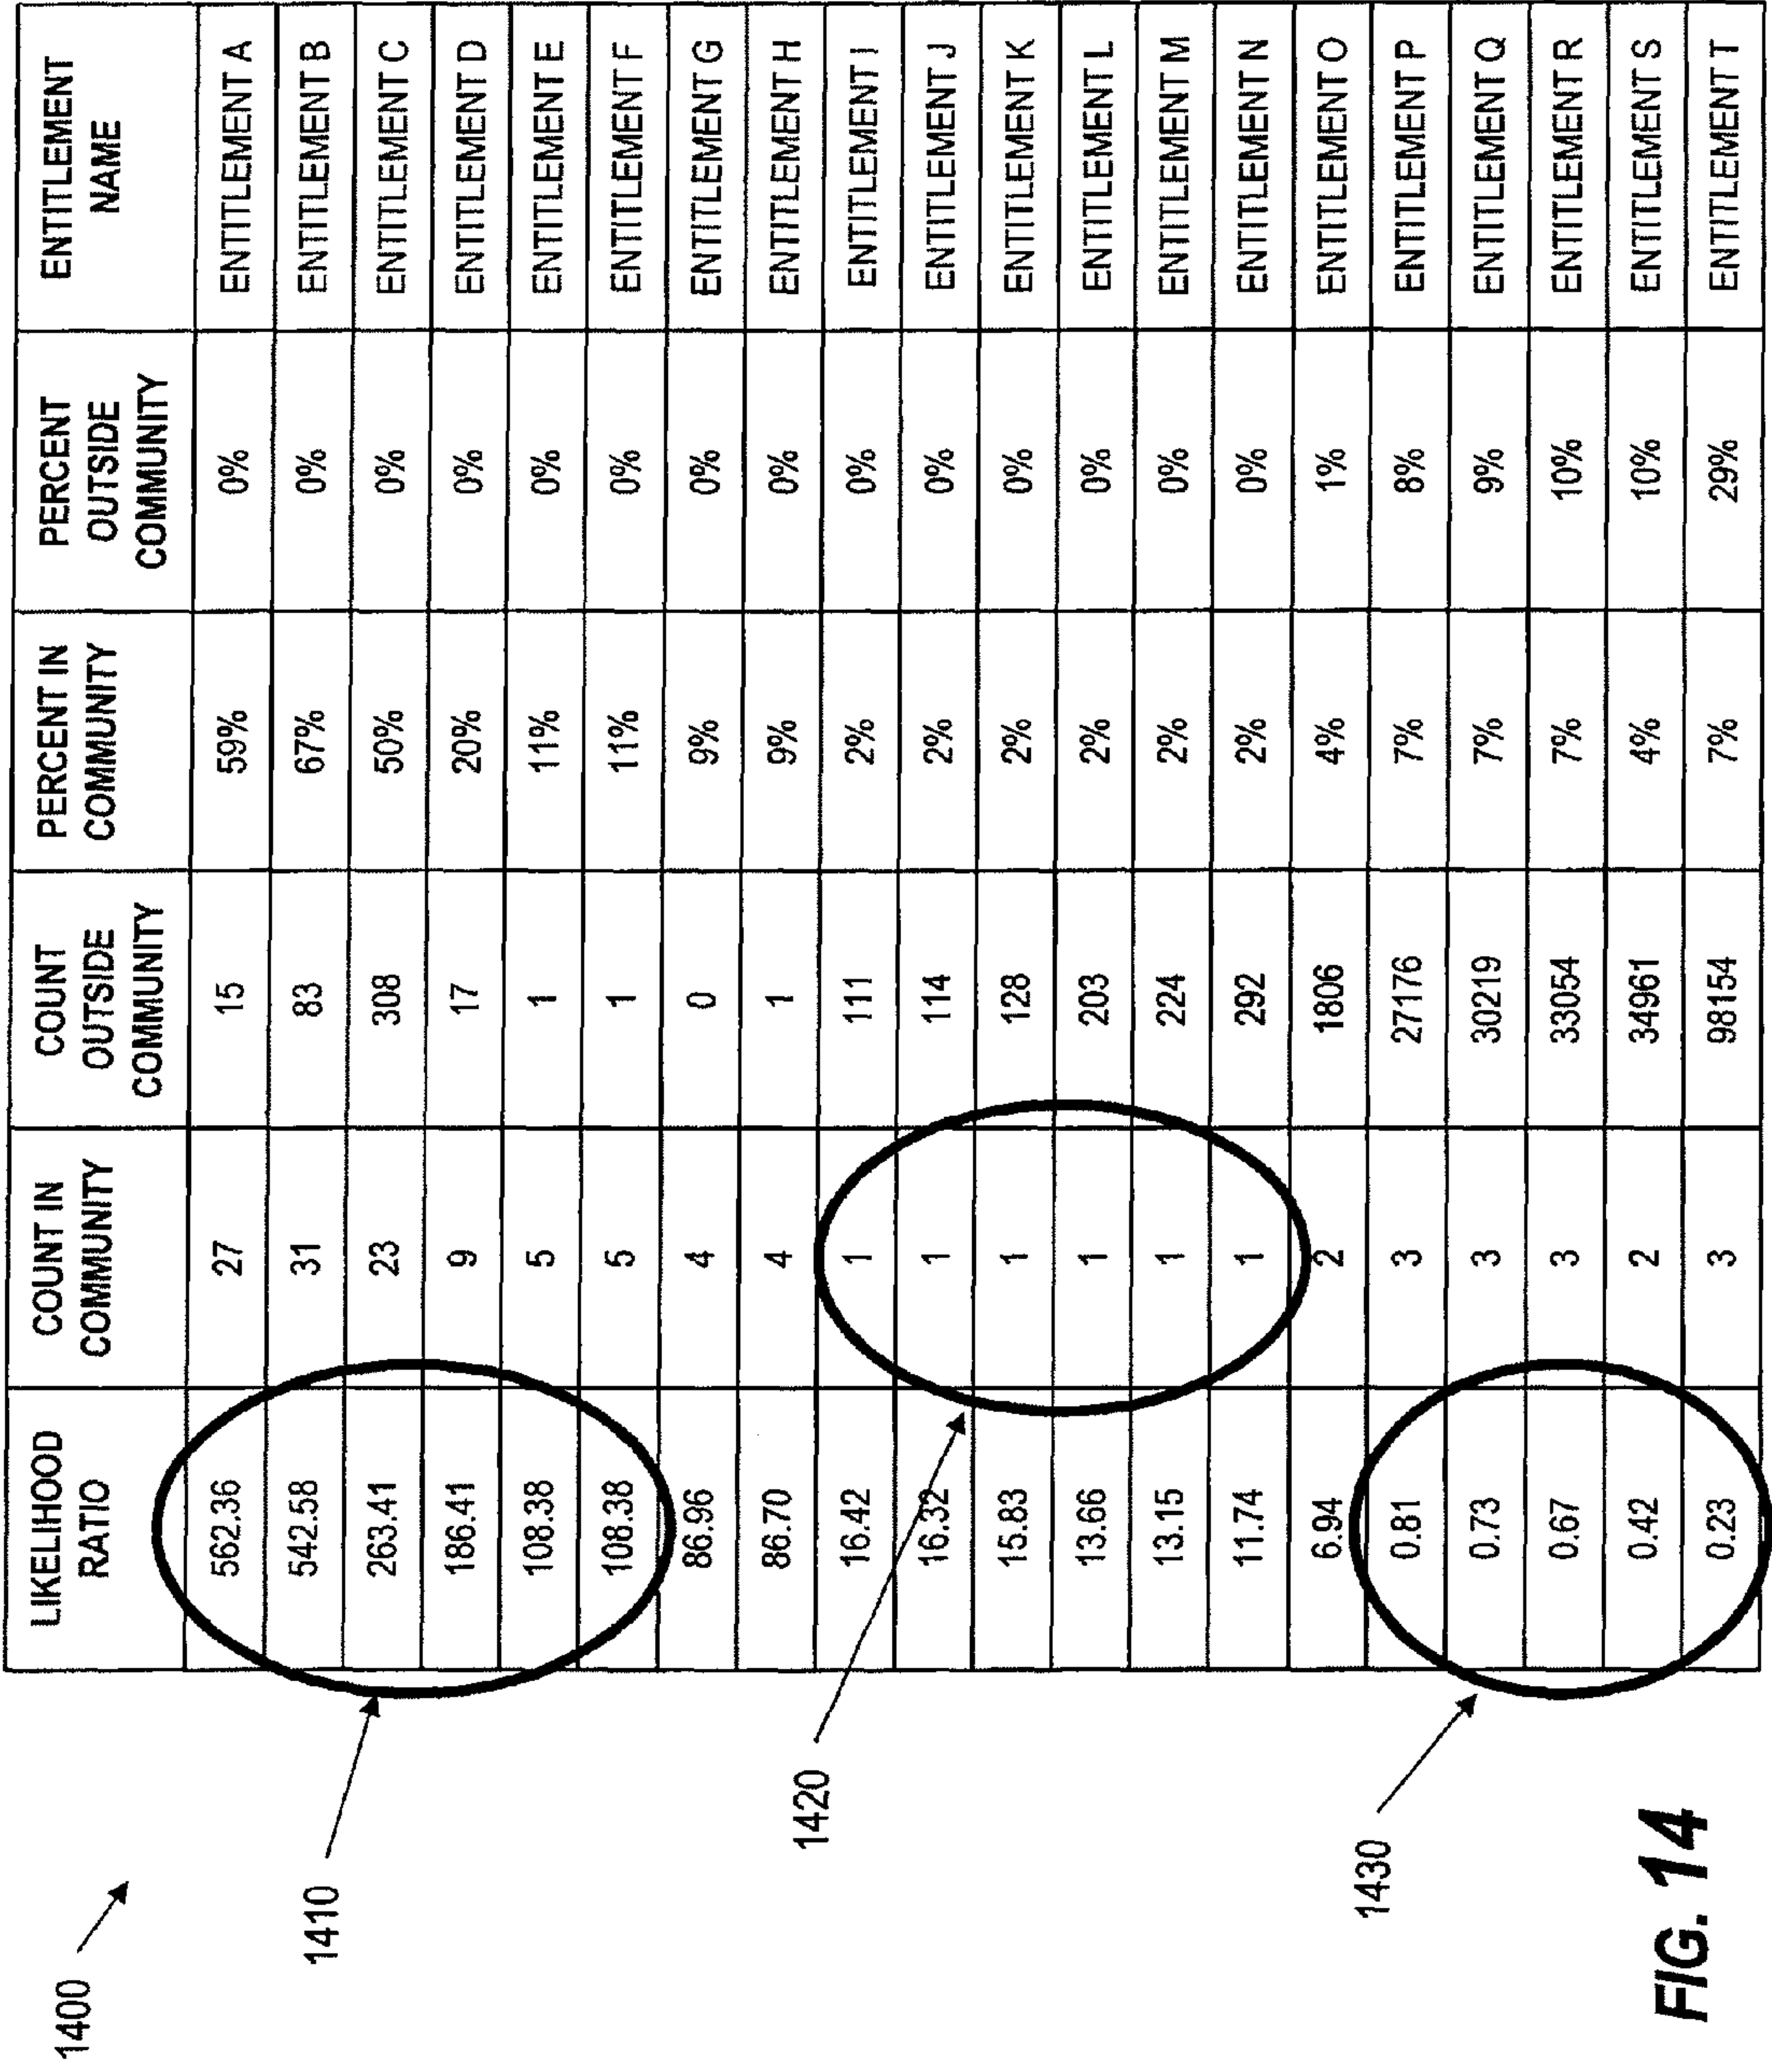 1400
LIKELIHOOD RATIO COUNT IN COMMUNITY COUNT OUTSIDE COMMUNITY PERCENT IN COMMUNITY PERCENT OUTSIDE COMMUNITY ENTITLEMENT NAME
562.36 27 15 59% 0% ENTITLEMENT A
542.58 31 83 67% 0% ENTITLEMENT B
263.41 23 308 50% 0% ENTITLEMENT C
186.41 9 17 20% 0% ENTITLEMENT D
108.38 5 1 11% 0% ENTITLEMENT E
108.38 5 1 11% 0% ENTITLEMENT F
86.96 4 0 9% 0% ENTITLEMENT G
86.70 4 1 9% 0% ENTITLEMENT H
16.42 1 111 2% 0% ENTITLEMENT I
16.32 1 114 2% 0% ENTITLEMENT J
15.83 1 128 2% 0% ENTITLEMENT K
13.66 1 203 2% 0% ENTITLEMENT L
13.15 1 224 2% 0% ENTITLEMENT M
11.74 1 292 2% 0% ENTITLEMENT N
6.94 2 1806 4% 1% ENTITLEMENT O
0.81 3 27176 7% 8% ENTITLEMENT P
0.73 3 30219 7% 9% ENTITLEMENT Q
0.67 3 33054 7% 10% ENTITLEMENT R
0.42 2 34961 4% 10% ENTITLEMENT S
0.23 3 98154 7% 29% ENTITLEMENT T
1410
1420
1430
FIG. 14